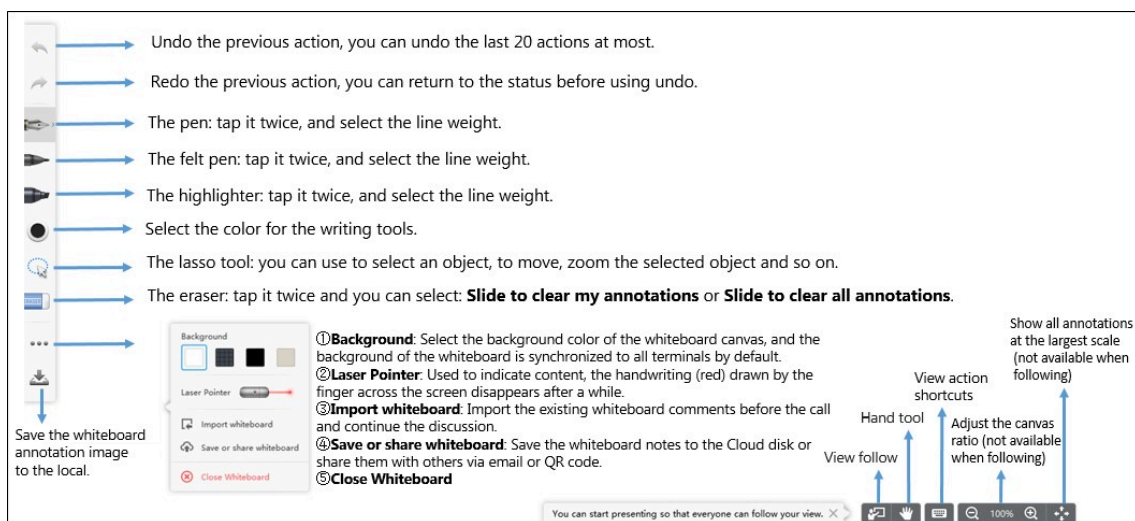 Undo the previous action, you can undo the last 20 actions at most.
Redo the previous action, you can return to the status before using undo.
The pen: tap it twice, and select the line weight.
The felt pen: tap it twice, and select the line weight.
The highlighter: tap it twice, and select the line weight.
Select the color for the writing tools.
The lasso tool: you can use to select an object, to move, zoom the selected object and so on.
The eraser: tap it twice and you can select: Slide to clear my annotations or Slide to clear all annotations.
Background
Laser Pointer
Import whiteboard
Save or share whiteboard
Close Whiteboard
①Background: Select the background color of the whiteboard canvas, and the
background of the whiteboard is synchronized to all terminals by default.
②Laser Pointer: Used to indicate content, the handwriting (red) drawn by the
finger across the screen disappears after a while.
③Import whiteboard: Import the existing whiteboard comments before the call
and continue the discussion.
④Save or share whiteboard: Save the whiteboard notes to the Cloud disk or
share them with others via email or QR code.
⑤Close Whiteboard
Save the whiteboard
annotation image
to the local.
View follow
Hand tool
View action
shortcuts
Adjust the canvas
ratio (not available
when following)
Show all annotations
at the largest scale
(not available when
following)
You can start presenting so that everyone can follow your view.
100%